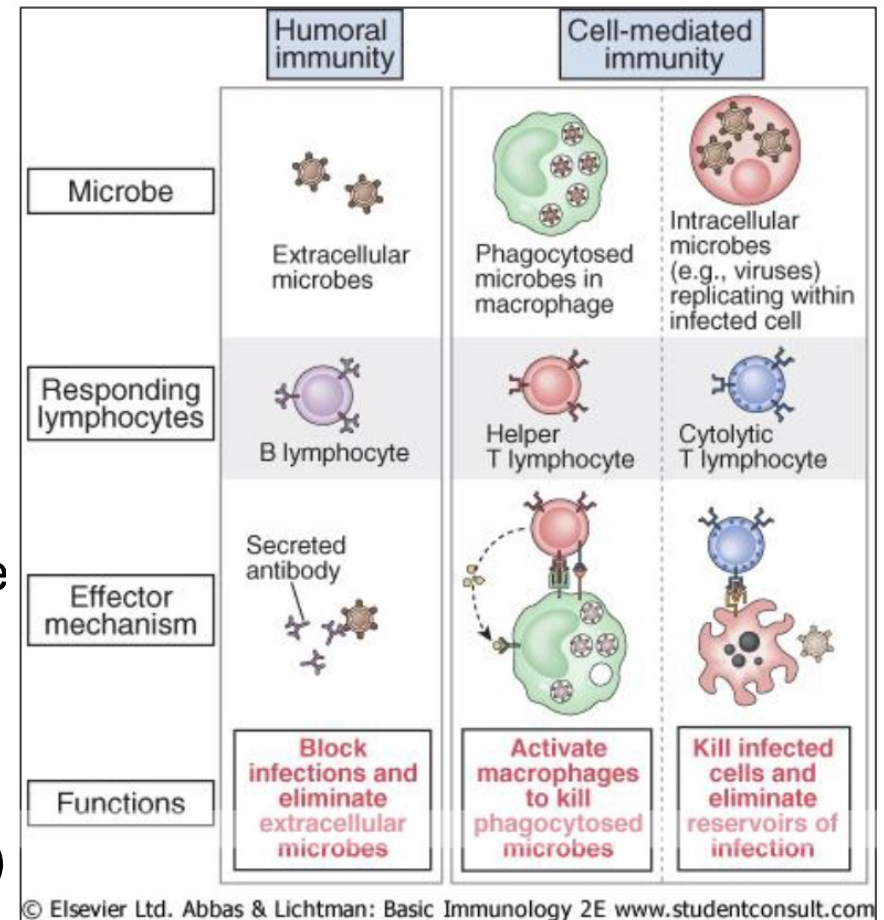 Humoral
immunity
Cell-mediated
immunity
Microbe
Extracellular
microbes
Phagocytosed
microbes in
macrophage
Intracellular
microbes
(e.g., viruses)
replicating within
infected cell
Responding
lymphocytes
B lymphocyte
Helper
T lymphocyte
Cytolytic
T lymphocyte
e
Effector
mechanism
Secreted
antibody
Functions
Block
infections and
eliminate
extracellular
microbes
Activate
macrophages
to kill
phagocytosed
microbes
Kill infected
cells and
eliminate
reservoirs of
infection
)
© Elsevier Ltd. Abbas & Lichtman: Basic Immunology 2E www.studentconsult.com